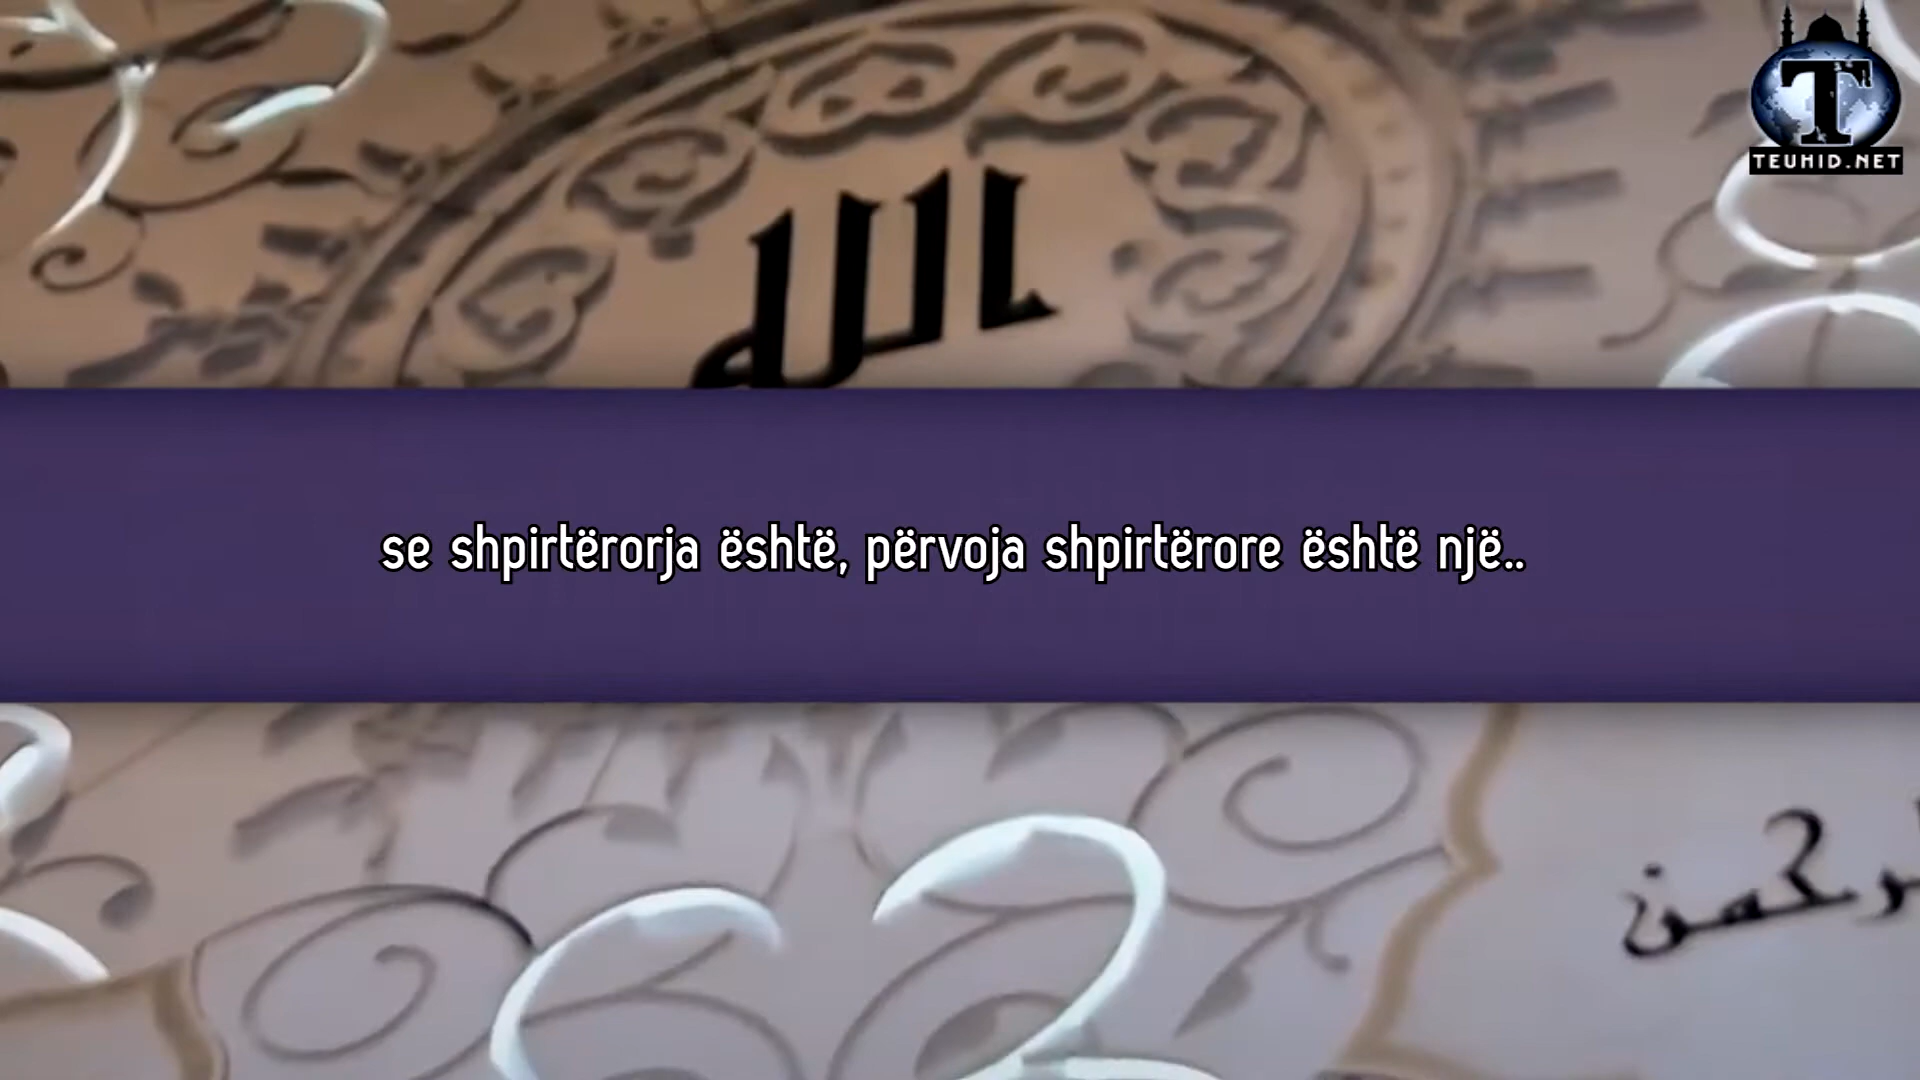 TEUHID.NET
الله
se shpirtërorja është, përvoja shpirtërore është një..